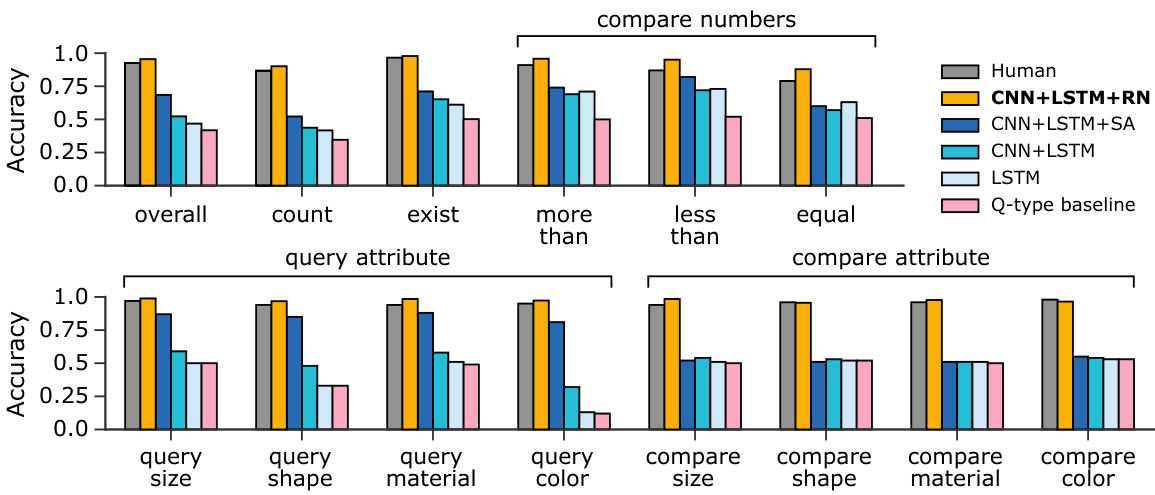 compare numbers
Accuracy
1.0
0.75
0.5
0.25
0.0
overall
count
exist
more
than
less
than
equal
Human
CNN+LSTM+RN
CNN+LSTM+SA
CNN+LSTM
LSTM
Q-type baseline
query attribute
compare attribute
Accuracy
1.0
0.75
0.5
0.25
0.0
query
size
query
shape
query
material
query
color
compare
size
compare
shape
compare
material
compare
color